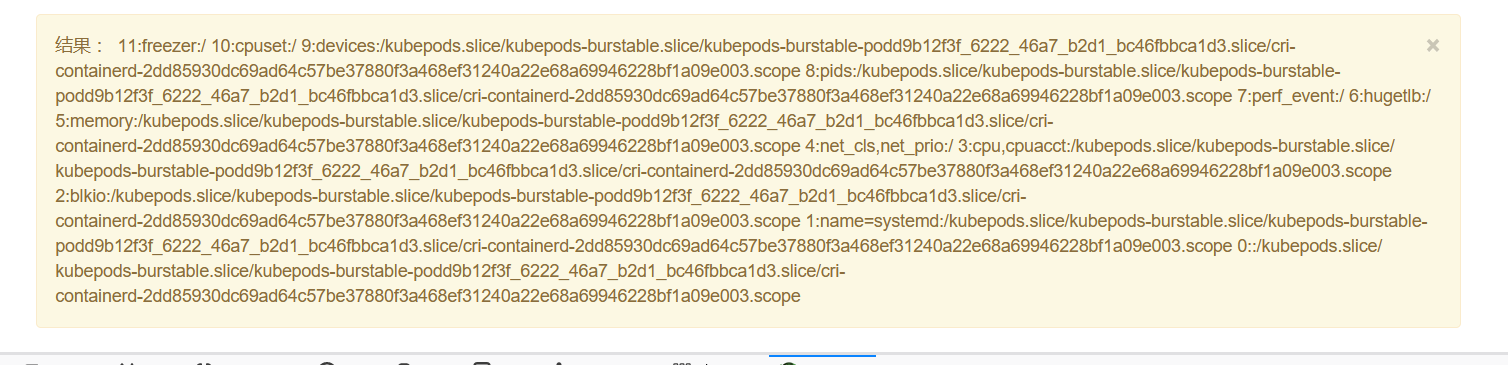 结果： 11:freezer:/ 10:cpuset:/ 9:devices:/kubepods.slice/kubepods-burstable.slice/kubepods-burstable-podd9b12f3f_6222_46a7_b2d1_bc46fbbca1d3.slice/cri-
containerd-2dd85930dc69ad64c57be37880f3a468ef31240a22e68a69946228bf1a09e003.scope 8:pids:/kubepods.slice/kubepods-burstable.slice/kubepods-burstable-
podd9b12f3f_6222_46a7_b2d1_bc46fbbca1d3.slice/cri-containerd-2dd85930dc69ad64c57be37880f3a468ef31240a22e68a69946228bf1a09e003.scope 7:perf_event:/ 6:hugetlb:/
5:memory:/kubepods.slice/kubepods-burstable.slice/kubepods-burstable-podd9b12f3f_6222_46a7_b2d1_bc46fbbca1d3.slice/cri-
containerd-2dd85930dc69ad64c57be37880f3a468ef31240a22e68a69946228bf1a09e003.scope 4:net_cls,net_prio:/ 3:cpu,cpuacct:/kubepods.slice/kubepods-burstable.slice/
kubepods-burstable-podd9b12f3f_6222_46a7_b2d1_bc46fbbca1d3.slice/cri-containerd-2dd85930dc69ad64c57be37880f3a468ef31240a22e68a69946228bf1a09e003.scope
2:blkio:/kubepods.slice/kubepods-burstable.slice/kubepods-burstable-podd9b12f3f_6222_46a7_b2d1_bc46fbbca1d3.slice/cri-
containerd-2dd85930dc69ad64c57be37880f3a468ef31240a22e68a69946228bf1a09e003.scope 1:name=systemd:/kubepods.slice/kubepods-burstable.slice/kubepods-burstable-
podd9b12f3f_6222_46a7_b2d1_bc46fbbca1d3.slice/cri-containerd-2dd85930dc69ad64c57be37880f3a468ef31240a22e68a69946228bf1a09e003.scope 0::/kubepods.slice/
kubepods-burstable.slice/kubepods-burstable-podd9b12f3f_6222_46a7_b2d1_bc46fbbca1d3.slice/cri-
containerd-2dd85930dc69ad64c57be37880f3a468ef31240a22e68a69946228bf1a09e003.scope